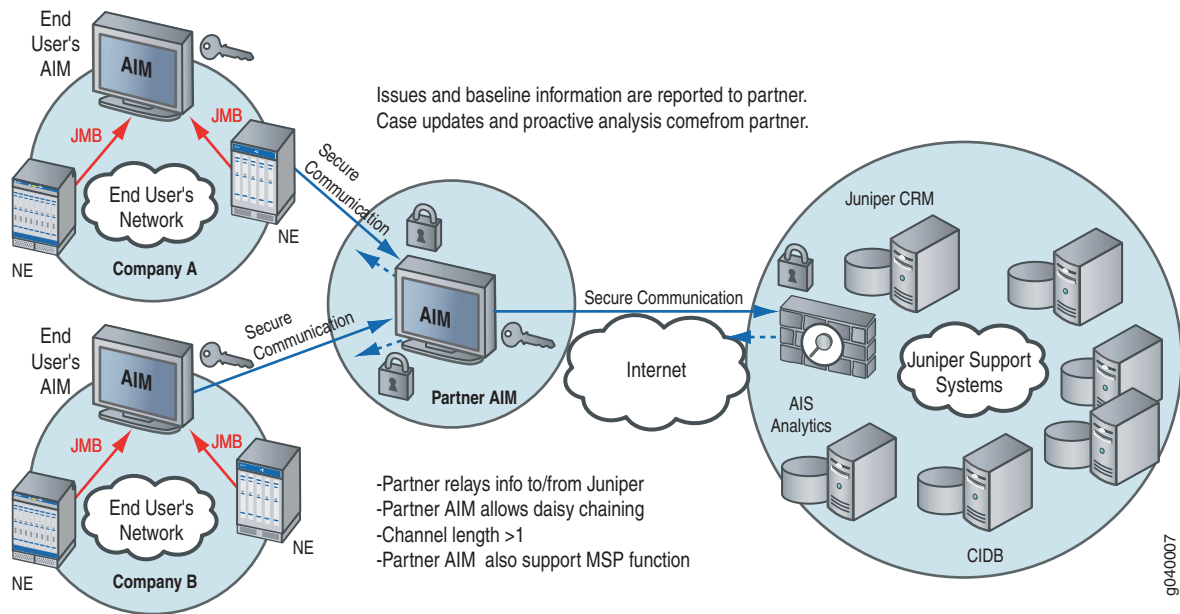 End
User's
AIM
AIM
JMB
JMB
End User's
Network
NE
NE
Company A
Issues and baseline information are reported to partner.
Case updates and proactive analysis comefrom partner.
Secure
Communication
End
User's
AIM
AIM
Secure
Communication
JMB
JMB
End User's
Network
NE
NE
Company B
AIM
Partner AIM
Secure Communication
Internet
-Partner relays info to/from Juniper
-Partner AIM allows daisy chaining
-Channel length >1
-Partner AIM  also support MSP function
Juniper CRM
Juniper Support
Systems
AIS
Analytics
CIDB
g040007